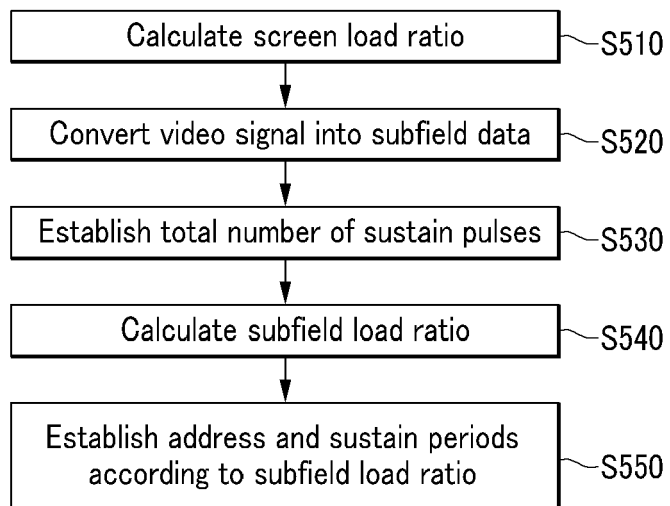 Calculate screen load ratio
S510
Convert video signal into subfield data
S520
Establish total number of sustain pulses
S530
Calculate subfield load ratio
S540
Establish address and sustain periods
according to subfield load ratio
S550